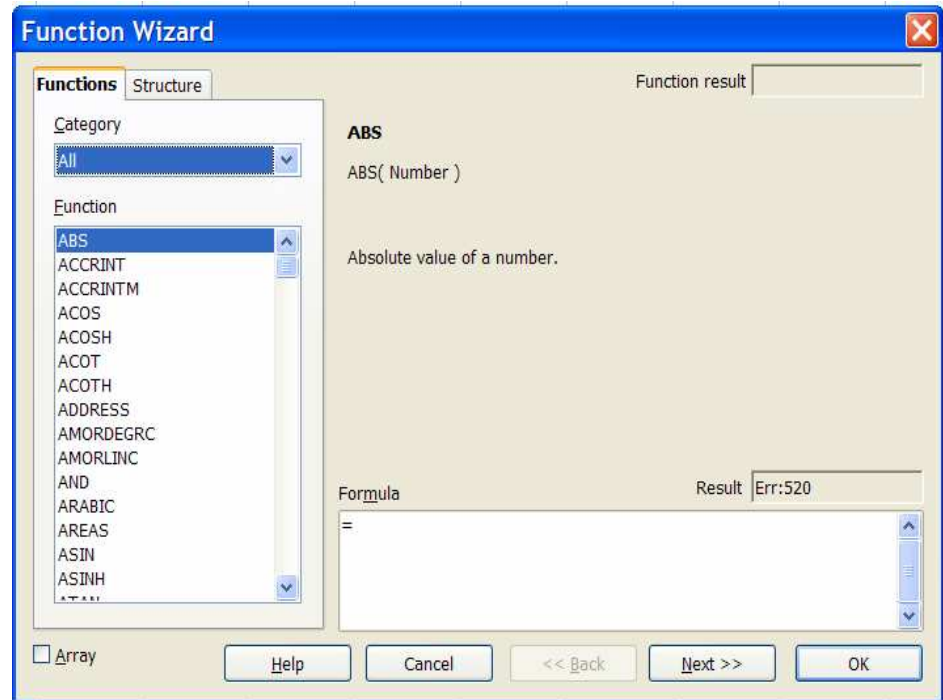 Function Wizard
Functions
Structure
Function result
Category
All
Function
ABS
ACCRINT
ACCRINTM
ACOS
ACOSH
ACOT
ACOTH
ADDRESS
AMORDEGRC
AMORLINC
AND
ARABIC
AREAS
ASIN
ASINH
ATAN
ABS
ABS( Number )
Absolute value of a number.
Formula
Result Err:520
=
Array
Help
Cancel
<< Back
Next >>
OK